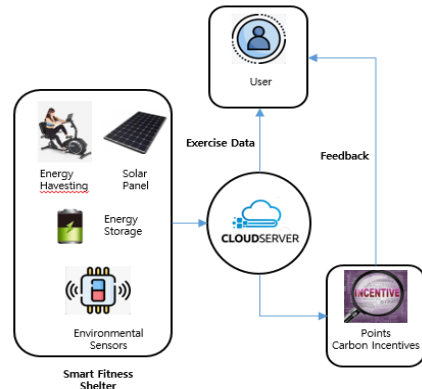 User
Exercise Data
Feedback
Energy
Havesting
Solar
Panel
Energy
Storage
CLOUDSERVER
Environmental
Sensors
INCENTIVE
Points
Carbon Incentives
Smart Fitness
Shelter